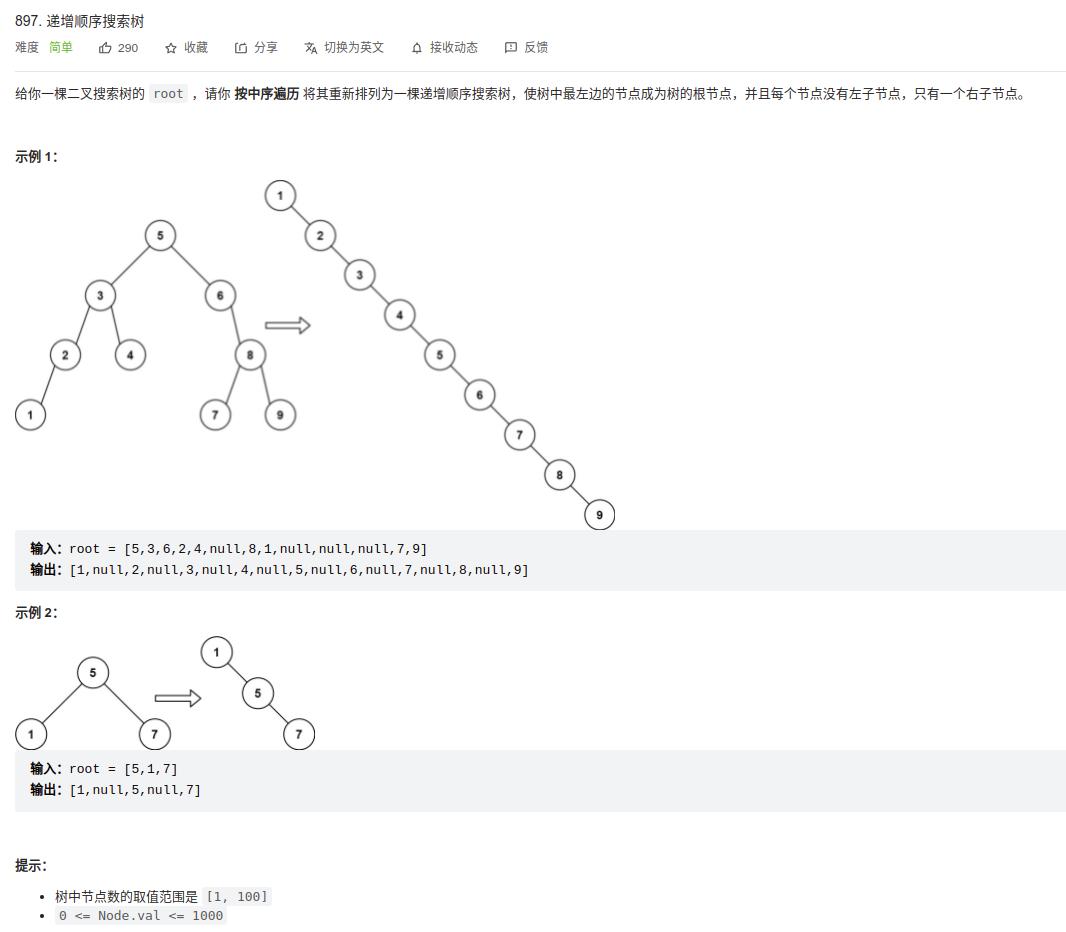 897. 递增顺序搜索树
难度 简单 290 收藏 分享 切换为英文 接收动态 反馈
给你一棵二叉搜索树的 root ，请你 按中序遍历 将其重新排列为一棵递增顺序搜索树，使树中最左边的节点成为树的根节点，并且每个节点没有左子节点，只有一个右子节点。
示例 1：
1
5 2
3 6 3
4
2 4 8 5
6
1 7 9 7
8
9
输入：root = [5,3,6,2,4,null,8,1,null,null,null,7,9]
输出：[1,null,2,null,3,null,4,null,5,null,6,null,7,null,8,null,9]
示例 2：
1
5 5
1 7 7
输入：root = [5,1,7]
输出：[1,null,5,null,7]
提示：
• 树中节点数的取值范围是 [1, 100]
• 0 <= Node.val <= 1000